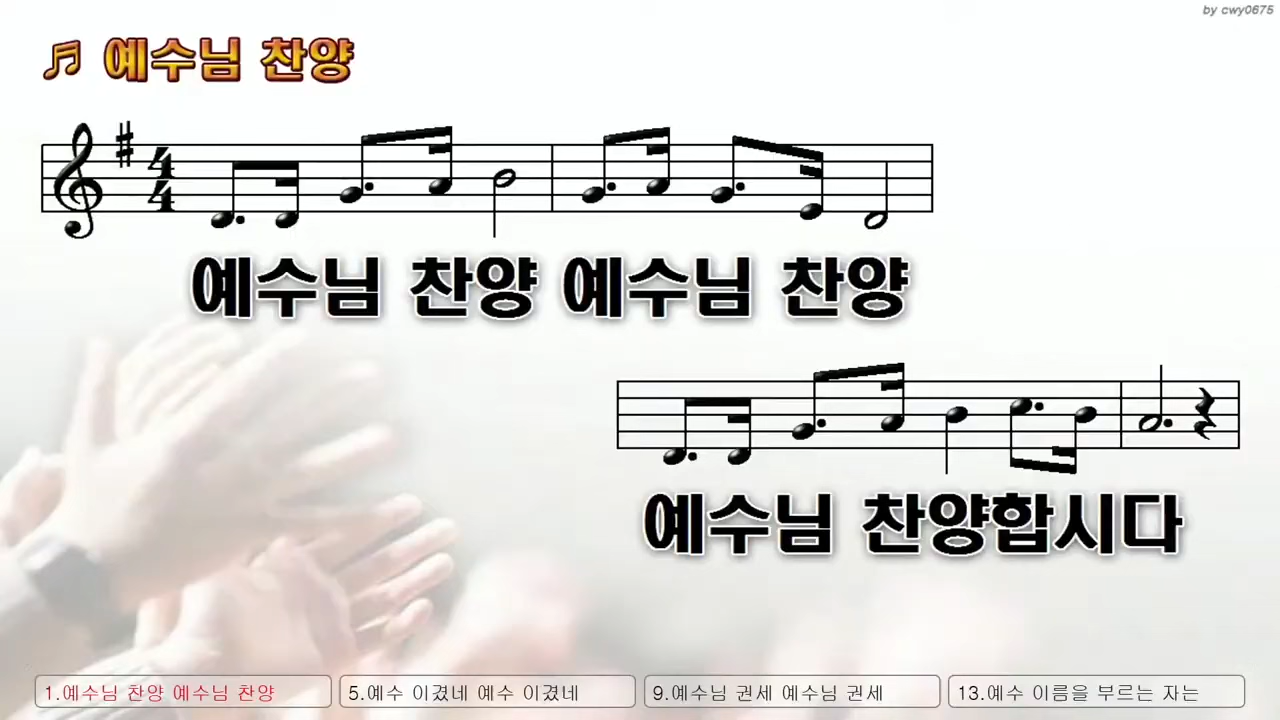 by cwy0675
♬ 예수님 찬양
예수님 찬양 예수님 찬양
예수님 찬양합시다
1.예수님 찬양 예수님 찬양
5.예수 이겼네 예수 이겼네
9.예수님 권세 예수님 권세
13.예수 이름을 부르는 자는